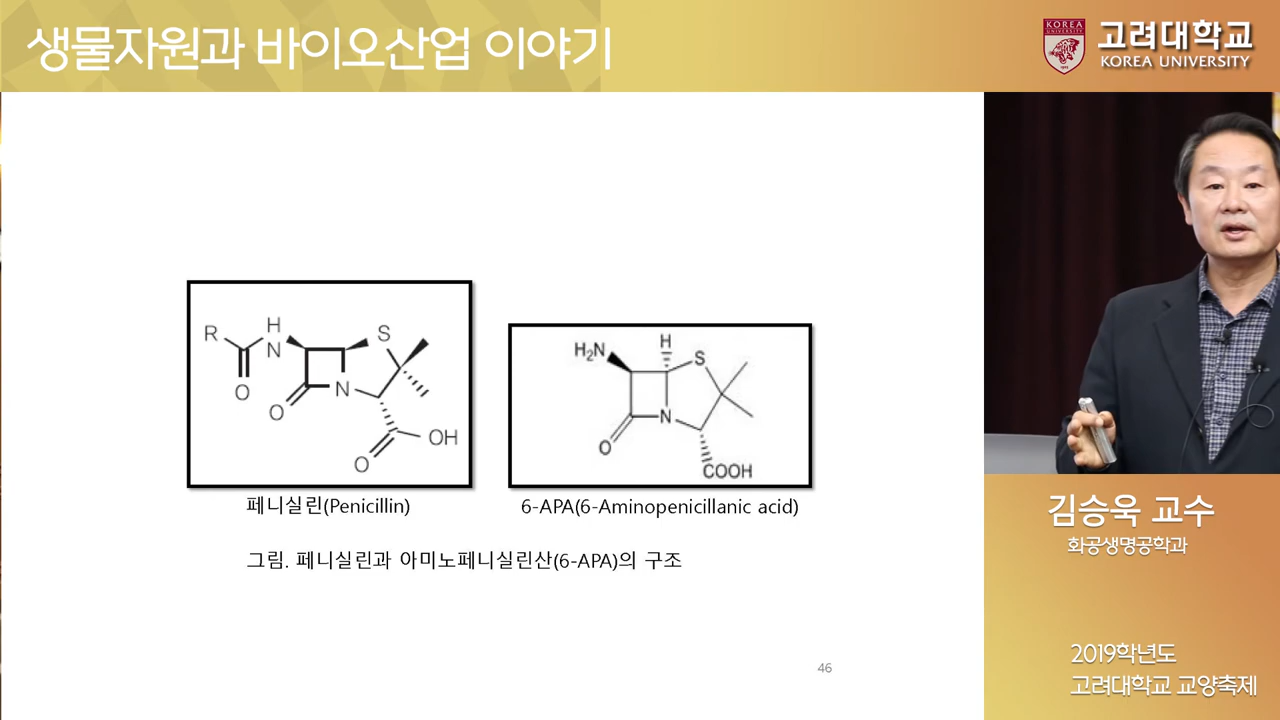 생물자원과 바이오산업 이야기
KOREA
UNIVERSITY
고려대학교
KOREA UNIVERSITY
R
H
N
S
O
O
N
OH
O
H₂N
H
S
N
O
COOH
페니실린(Penicillin)
6-APA(6-Aminopenicillanic acid)
그림. 페니실린과 아미노페니실린산(6-APA)의 구조
46
김승욱 교수
화공생명공학과
2019학년도
고려대학교 교양축제